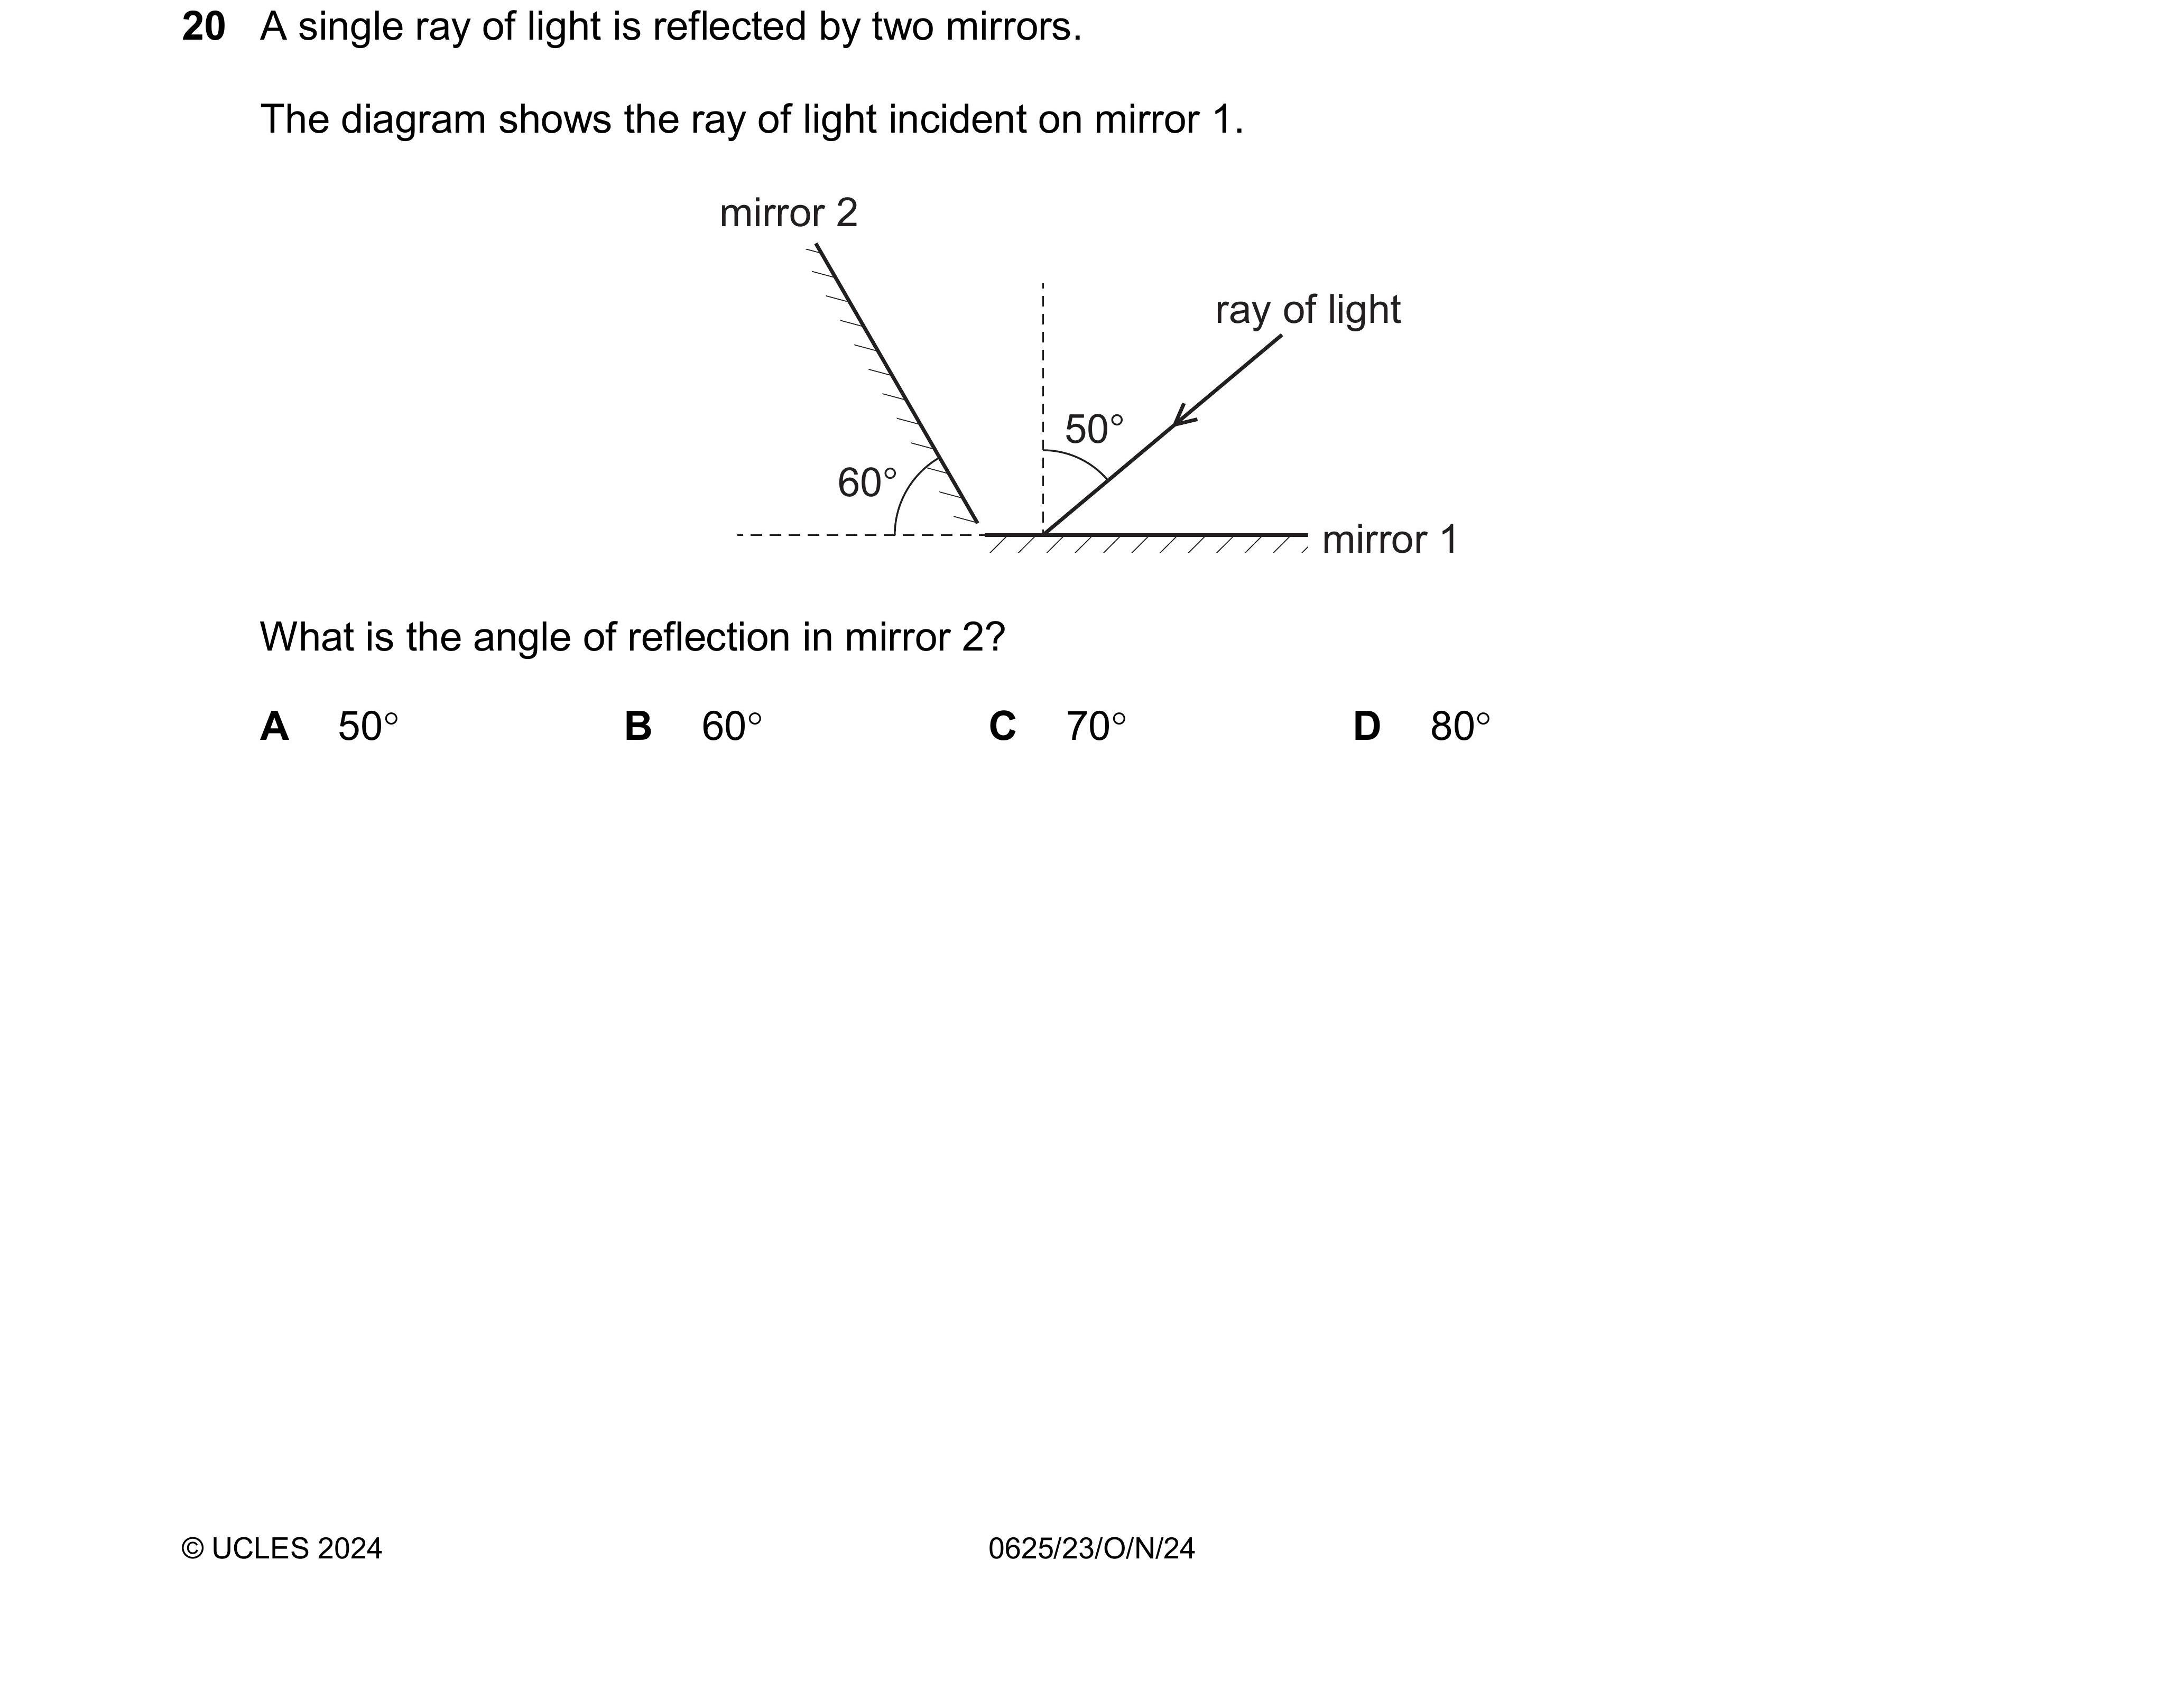 20 A single ray of light is reflected by two mirrors.
The diagram shows the ray of light incident on mirror 1.
mirror 2
ray of light
50°
60°
mirror 1
What is the angle of reflection in mirror 2?
A 50° B 60° C 70° D 80°
© UCLES 2024 0625/23/O/N/24